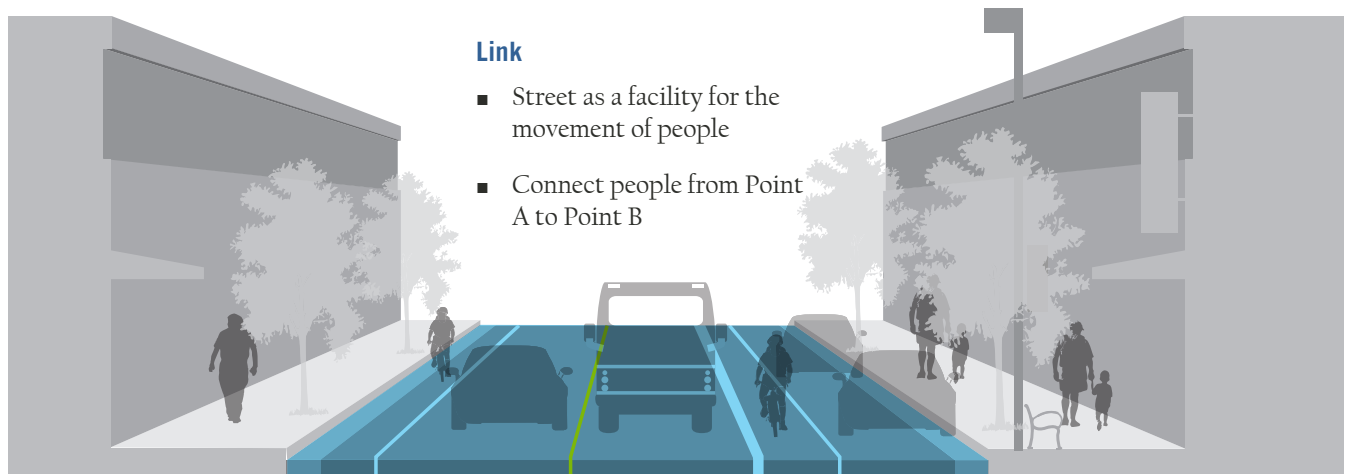 Link
▪ Street as a facility for the
movement of people
▪ Connect people from Point
A to Point B